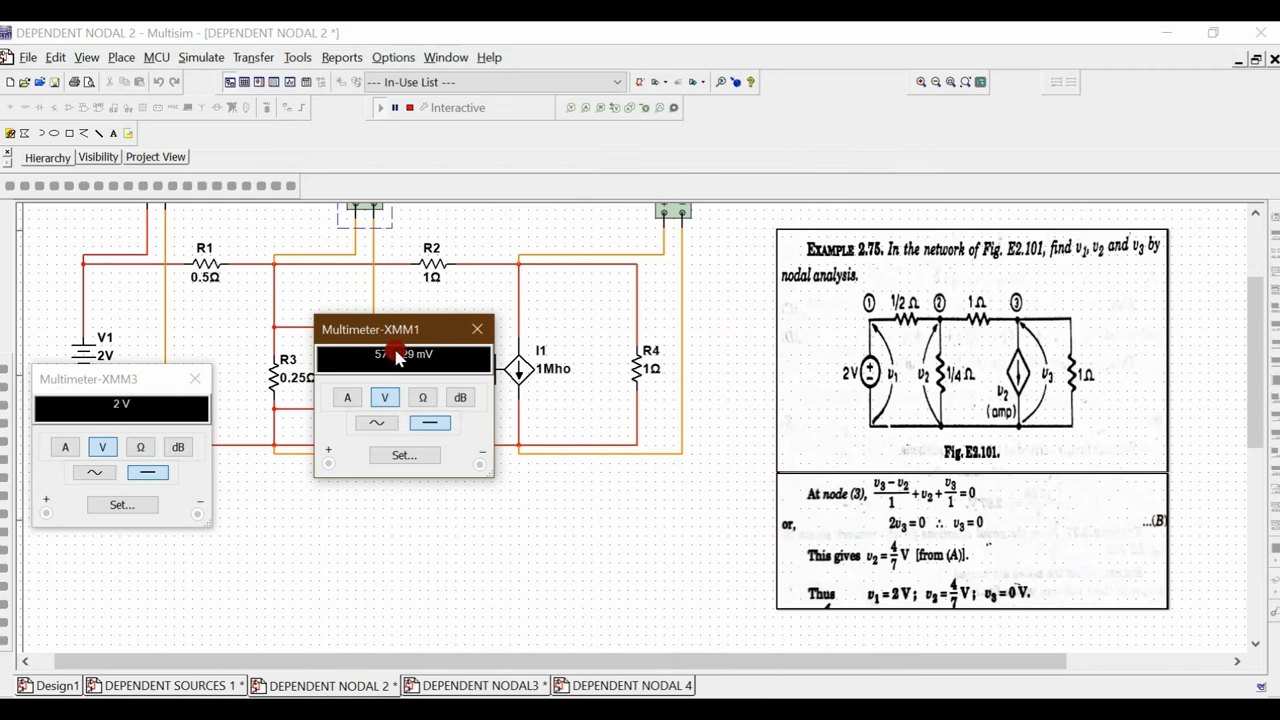 DEPENDENT NODAL 2 - Multisim - [DEPENDENT NODAL 2 *]
File Edit View Place MCU Simulate Transfer Tools Reports Options Window Help
--- In-Use List ---
Interactive
Hierarchy Visibility Project View
R1
0.5Ω
R2
1Ω
V1
2V
R3
0.25Ω
I1
1Mho
R4
1Ω
Multimeter-XMM1
mV
A V Ω dB
+ −
Set...
Multimeter-XMM3
2 V
A V Ω dB
+ −
Set...
EXAMPLE 2.75. In the network of Fig. E2.101, find v₁, v₂ and v₃ by
nodal analysis.
① 1/2 Ω ② 1Ω ③
2V + − v₁ v₂ 1/4 Ω v₂ (amp) v₃ 1Ω
Fig. E2.101.
At node (3), (v₃ − v₂)/1 + v₂ + v₃/1 = 0
or, 2v₃ = 0 ∴ v₃ = 0 ...(B)
This gives v₂ = 4/7 V [from (A)].
Thus v₁ = 2 V; v₂ = 4/7 V; v₃ = 0 V.
Design1 DEPENDENT SOURCES 1 * DEPENDENT NODAL 2 * DEPENDENT NODAL3 * DEPENDENT NODAL 4